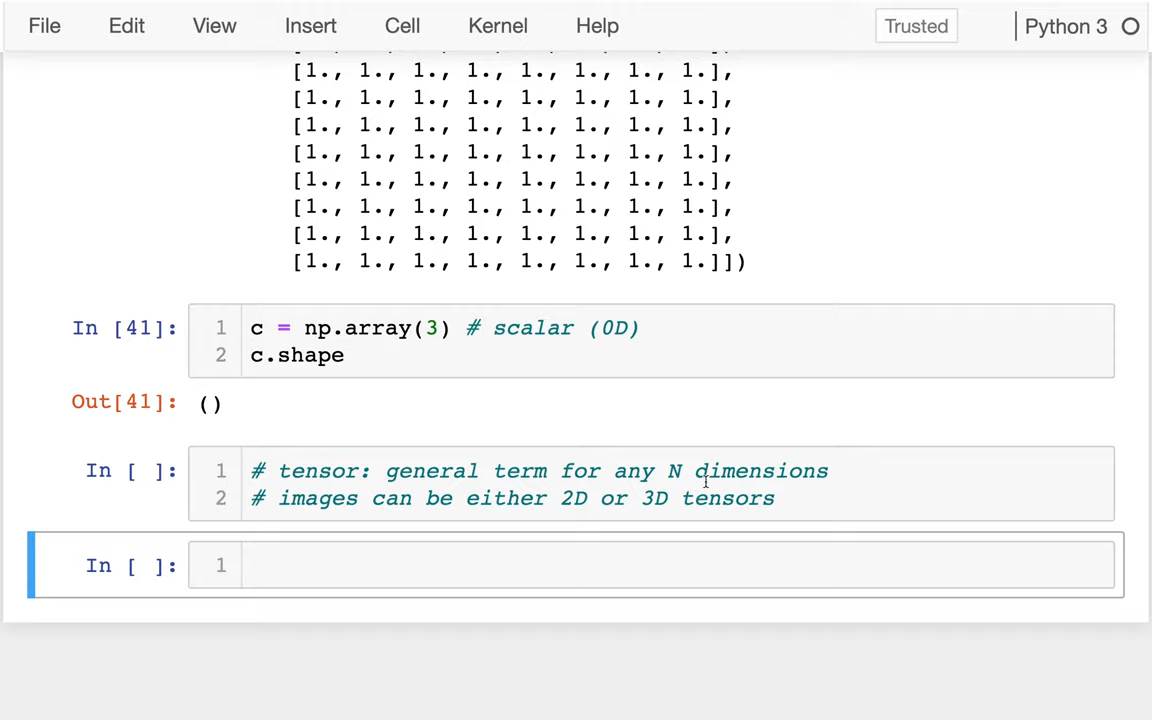 File Edit View Insert Cell Kernel Help Trusted Python 3
[1., 1., 1., 1., 1., 1., 1., 1.],
[1., 1., 1., 1., 1., 1., 1., 1.],
[1., 1., 1., 1., 1., 1., 1., 1.],
[1., 1., 1., 1., 1., 1., 1., 1.],
[1., 1., 1., 1., 1., 1., 1., 1.],
[1., 1., 1., 1., 1., 1., 1., 1.],
[1., 1., 1., 1., 1., 1., 1., 1.],
[1., 1., 1., 1., 1., 1., 1., 1.]])
In [41]: 1 c = np.array(3) # scalar (0D)
2 c.shape
Out[41]: ()
In [ ]: 1 # tensor: general term for any N dimensions
2 # images can be either 2D or 3D tensors
In [ ]: 1